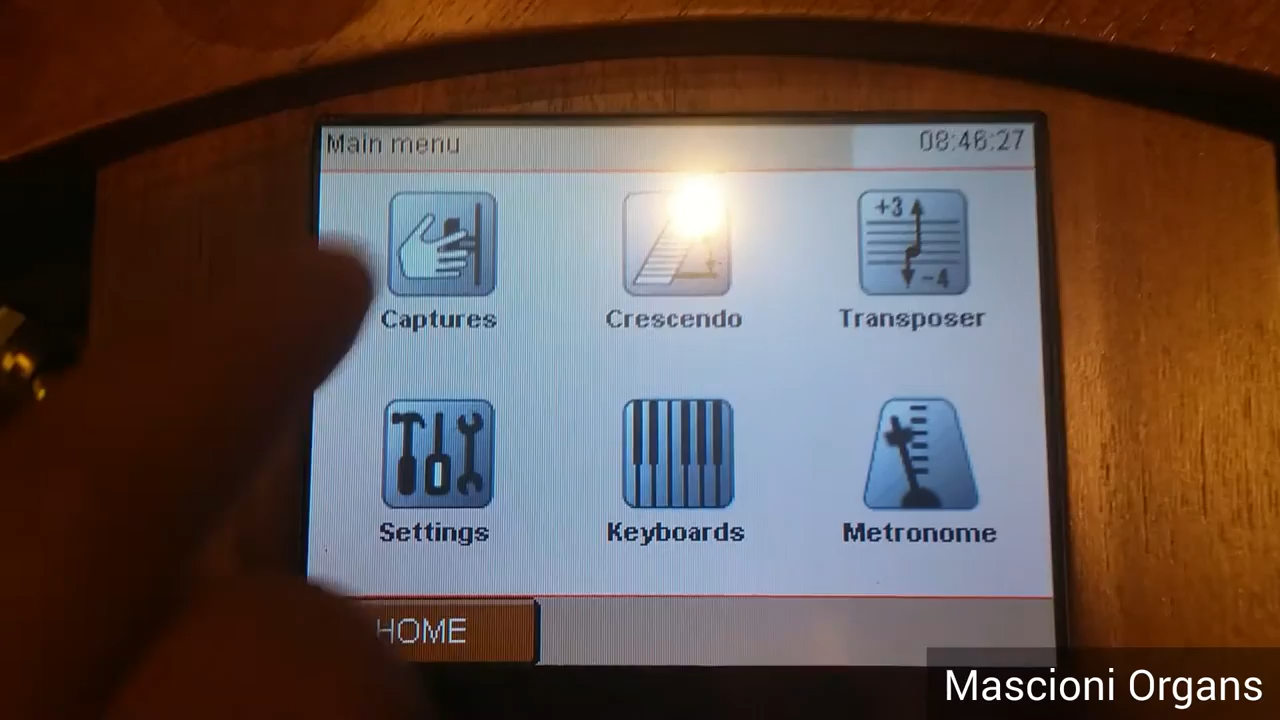 Main menu 08:46:27
+3
-4
Captures Crescendo Transposer
Settings Keyboards Metronome
HOME
Mascioni Organs